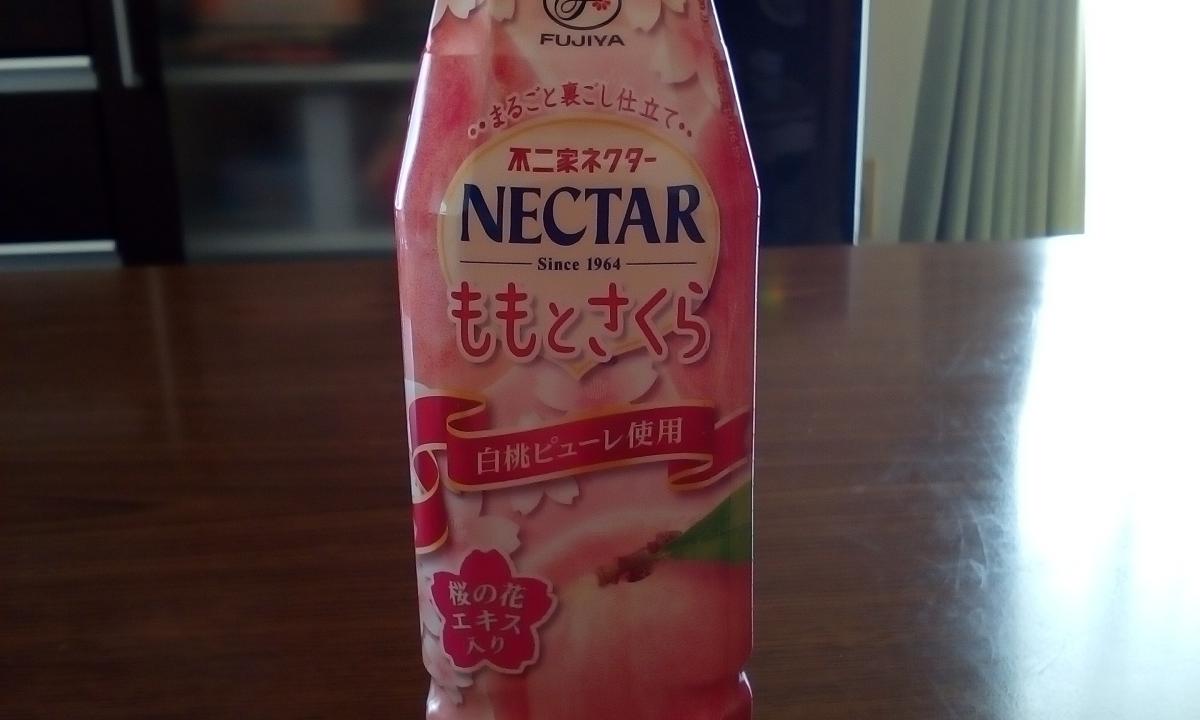 FUJIYA
まるごと裏ごし仕立て
不二家ネクター
NECTAR
Since 1964
ももとさくら
白桃ピューレ使用
桜の花
エキス
入り